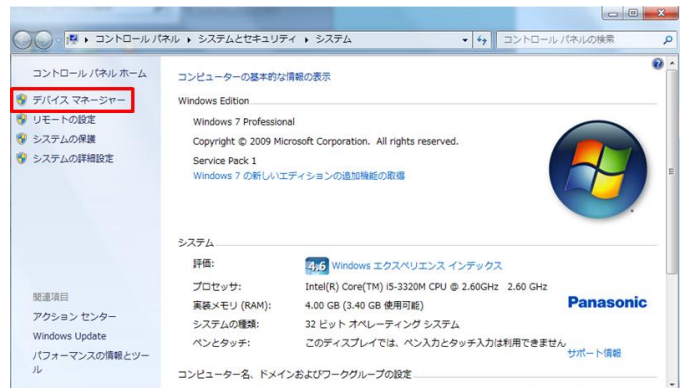 コントロール パネル ▸ システムとセキュリティ ▸ システム
コントロール パネルの検索
コントロール パネル ホーム
デバイス マネージャー
リモートの設定
システムの保護
システムの詳細設定
関連項目
アクション センター
Windows Update
パフォーマンスの情報とツー
ル
コンピューターの基本的な情報の表示
Windows Edition
Windows 7 Professional
Copyright © 2009 Microsoft Corporation. All rights reserved.
Service Pack 1
Windows 7 の新しいエディションの追加機能の取得
システム
評価: 4.6 Windows エクスペリエンス インデックス
プロセッサ: Intel(R) Core(TM) i5-3320M CPU @ 2.60GHz 2.60 GHz
実装メモリ (RAM): 4.00 GB (3.40 GB 使用可能)
システムの種類: 32 ビット オペレーティング システム
ペンとタッチ: このディスプレイでは、ペン入力とタッチ入力は利用できません
Panasonic
サポート情報
コンピューター名、ドメインおよびワークグループの設定